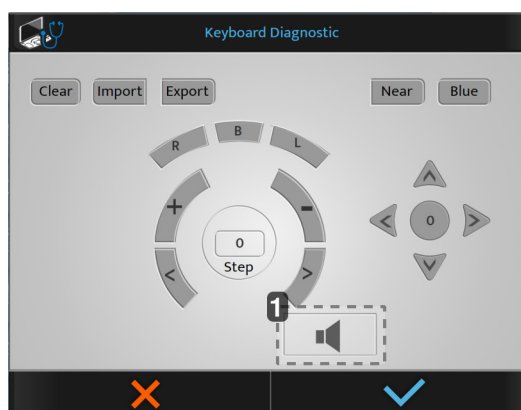 Keyboard Diagnostic
Clear Import Export Near Blue
R B L
+ -
< 0 >
0
Step
< >
1